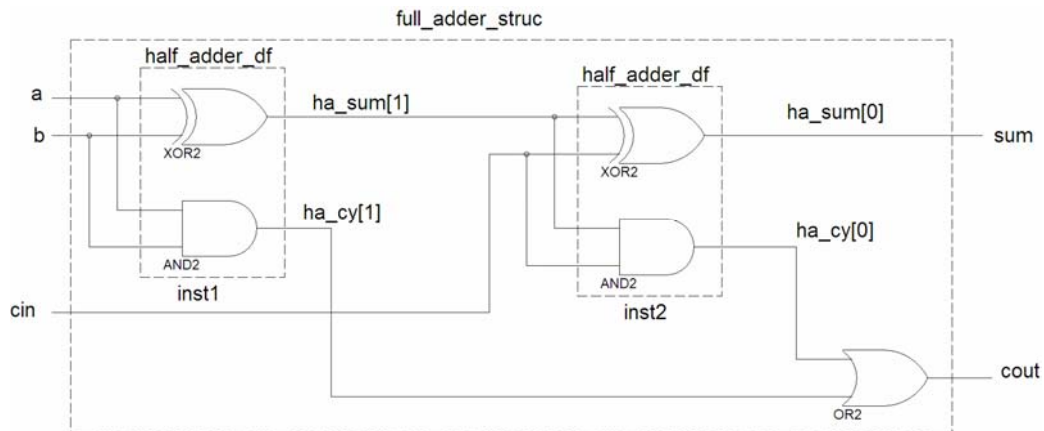 full_adder_struc
half_adder_df
half_adder_df
a
ha_sum[1]
ha_sum[0]
b
sum
XOR2
XOR2
ha_cy[1]
ha_cy[0]
AND2
AND2
inst1
inst2
cin
cout
OR2